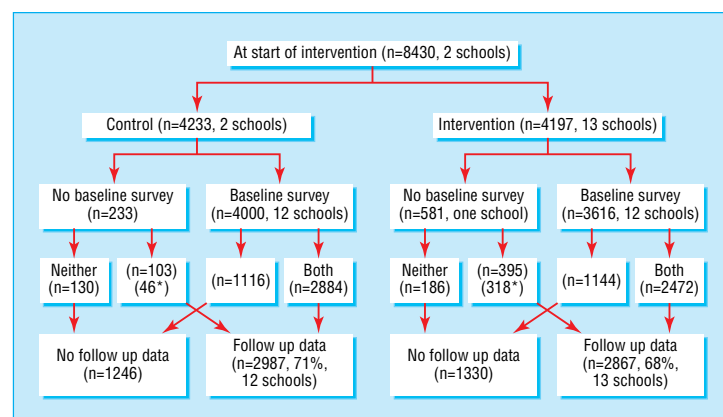 At start of intervention (n=8430, 2 schools)
Control (n=4233, 2 schools)
Intervention (n=4197, 13 schools)
No baseline survey
(n=233)
Baseline survey
(n=4000, 12 schools)
No baseline survey
(n=581, one school)
Baseline survey
(n=3616, 12 schools)
Neither
(n=130)
(n=103)
(46*)
(n=1116)
Both
(n=2884)
Neither
(n=186)
(n=395)
(318*)
(n=1144)
Both
(n=2472)
No follow up data
(n=1246)
Follow up data
(n=2987, 71%,
12 schools)
No follow up data
(n=1330)
Follow up data
(n=2867, 68%,
13 schools)